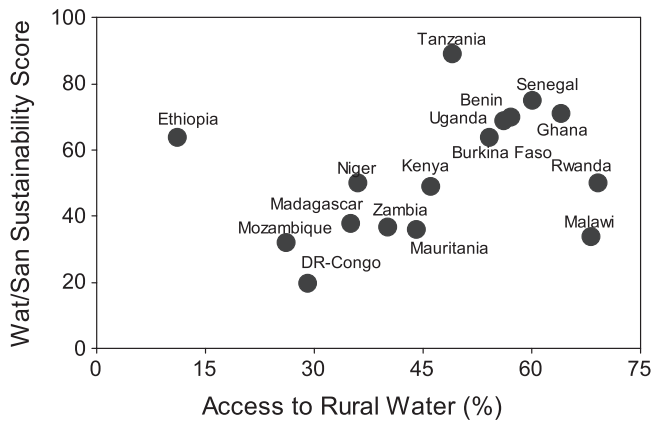 100
80
60
40
20
0
Wat/San Sustainability Score
Tanzania
Senegal
Benin
Ethiopia
Uganda
Ghana
Burkina Faso
Niger
Kenya
Rwanda
Madagascar
Zambia
Mozambique
Malawi
Mauritania
DR-Congo
0 15 30 45 60 75
Access to Rural Water (%)